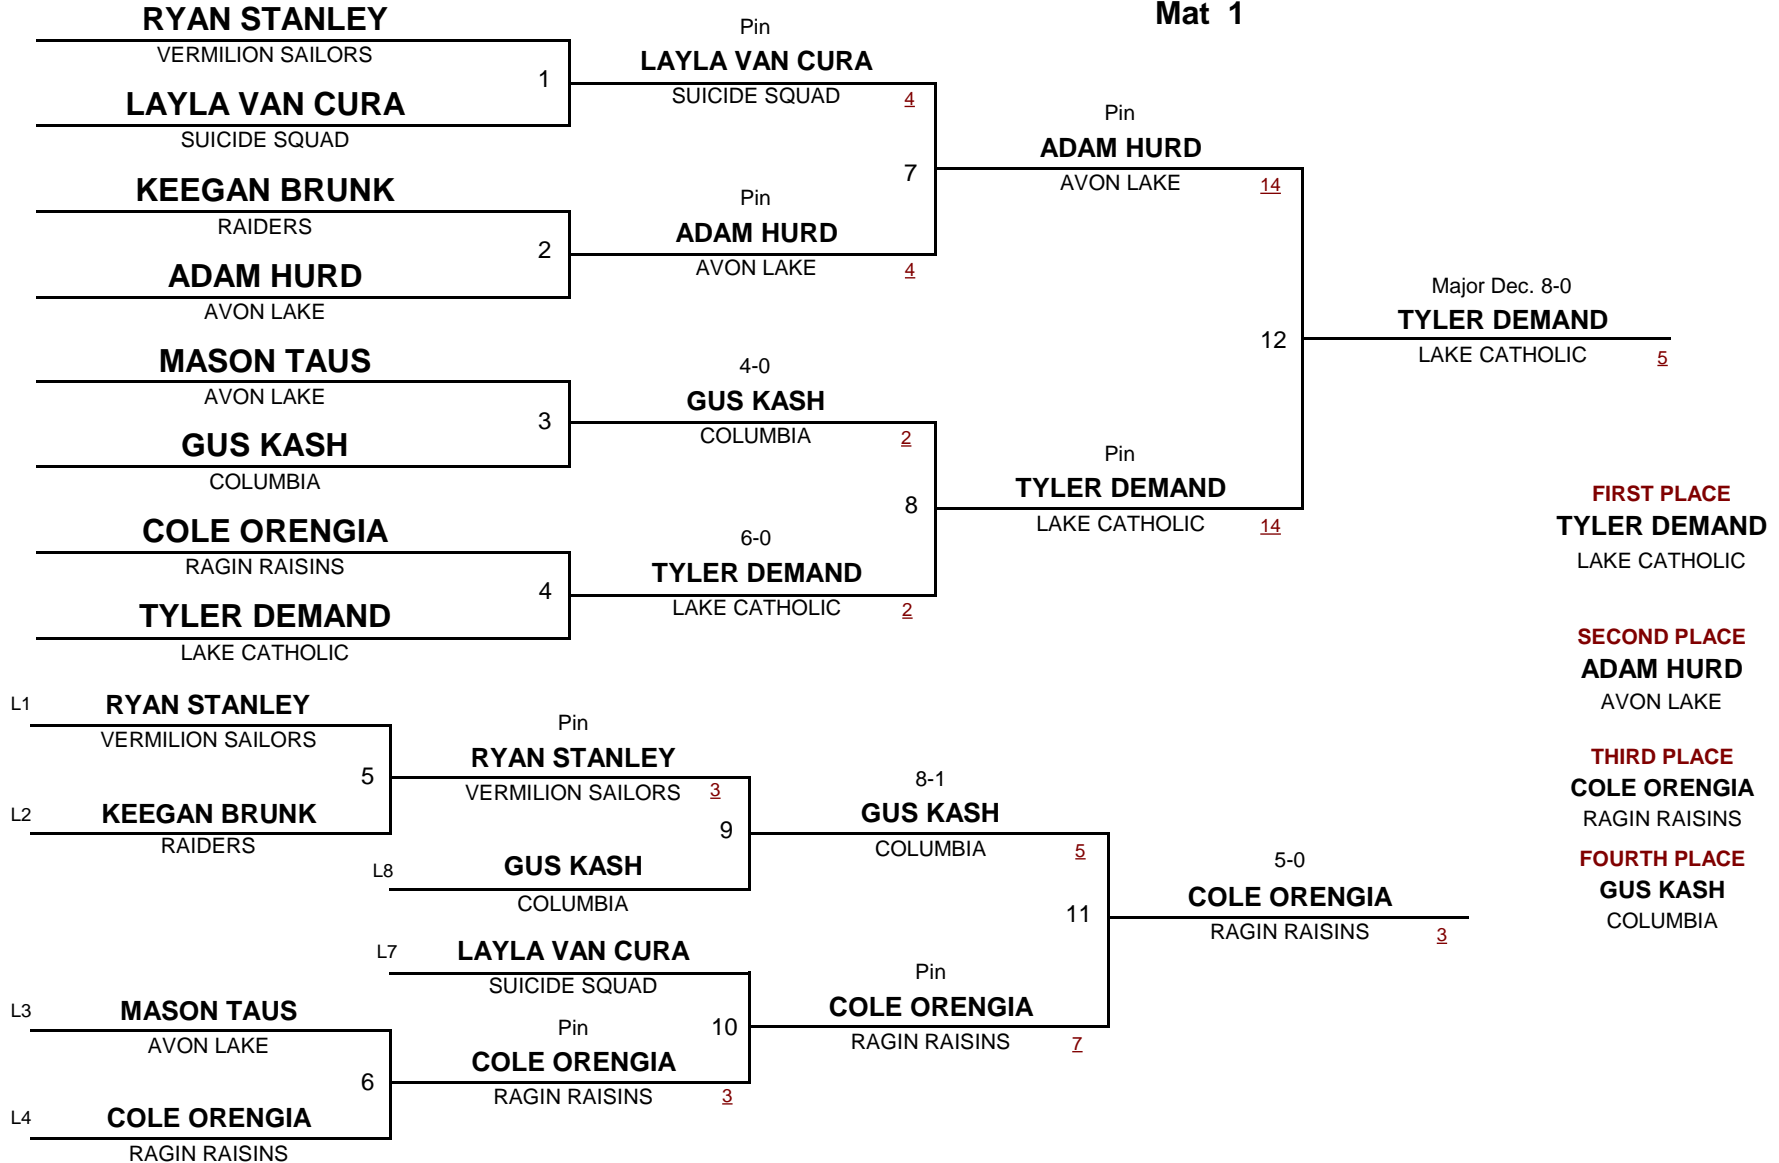 Mat 1
RYAN STANLEY
VERMILION SAILORS
1
LAYLA VAN CURA
SUICIDE SQUAD
KEEGAN BRUNK
RAIDERS
2
ADAM HURD
AVON LAKE
MASON TAUS
AVON LAKE
3
GUS KASH
COLUMBIA
COLE ORENGIA
RAGIN RAISINS
4
TYLER DEMAND
LAKE CATHOLIC
Pin
LAYLA VAN CURA
SUICIDE SQUAD 4
7
Pin
ADAM HURD
AVON LAKE 4
4-0
GUS KASH
COLUMBIA 2
8
6-0
TYLER DEMAND
LAKE CATHOLIC 2
Pin
ADAM HURD
AVON LAKE 14
12
Pin
TYLER DEMAND
LAKE CATHOLIC 14
Major Dec. 8-0
TYLER DEMAND
LAKE CATHOLIC 5
L1 RYAN STANLEY
VERMILION SAILORS
5
L2 KEEGAN BRUNK
RAIDERS
Pin
RYAN STANLEY
VERMILION SAILORS 3
9
L8 GUS KASH
COLUMBIA
L7 LAYLA VAN CURA
SUICIDE SQUAD
L3 MASON TAUS
AVON LAKE
6
L4 COLE ORENGIA
RAGIN RAISINS
Pin
10
COLE ORENGIA
RAGIN RAISINS 3
8-1
GUS KASH
COLUMBIA 5
11
Pin
COLE ORENGIA
RAGIN RAISINS 7
5-0
COLE ORENGIA
RAGIN RAISINS 3
FIRST PLACE
TYLER DEMAND
LAKE CATHOLIC
SECOND PLACE
ADAM HURD
AVON LAKE
THIRD PLACE
COLE ORENGIA
RAGIN RAISINS
FOURTH PLACE
GUS KASH
COLUMBIA